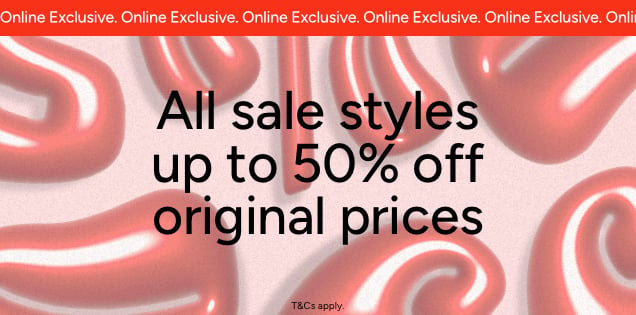 Online Exclusive. Online Exclusive. Online Exclusive. Online Exclusive. Online Exclusive. Onli
All sale styles
up to 50% off
original prices
T&Cs apply.